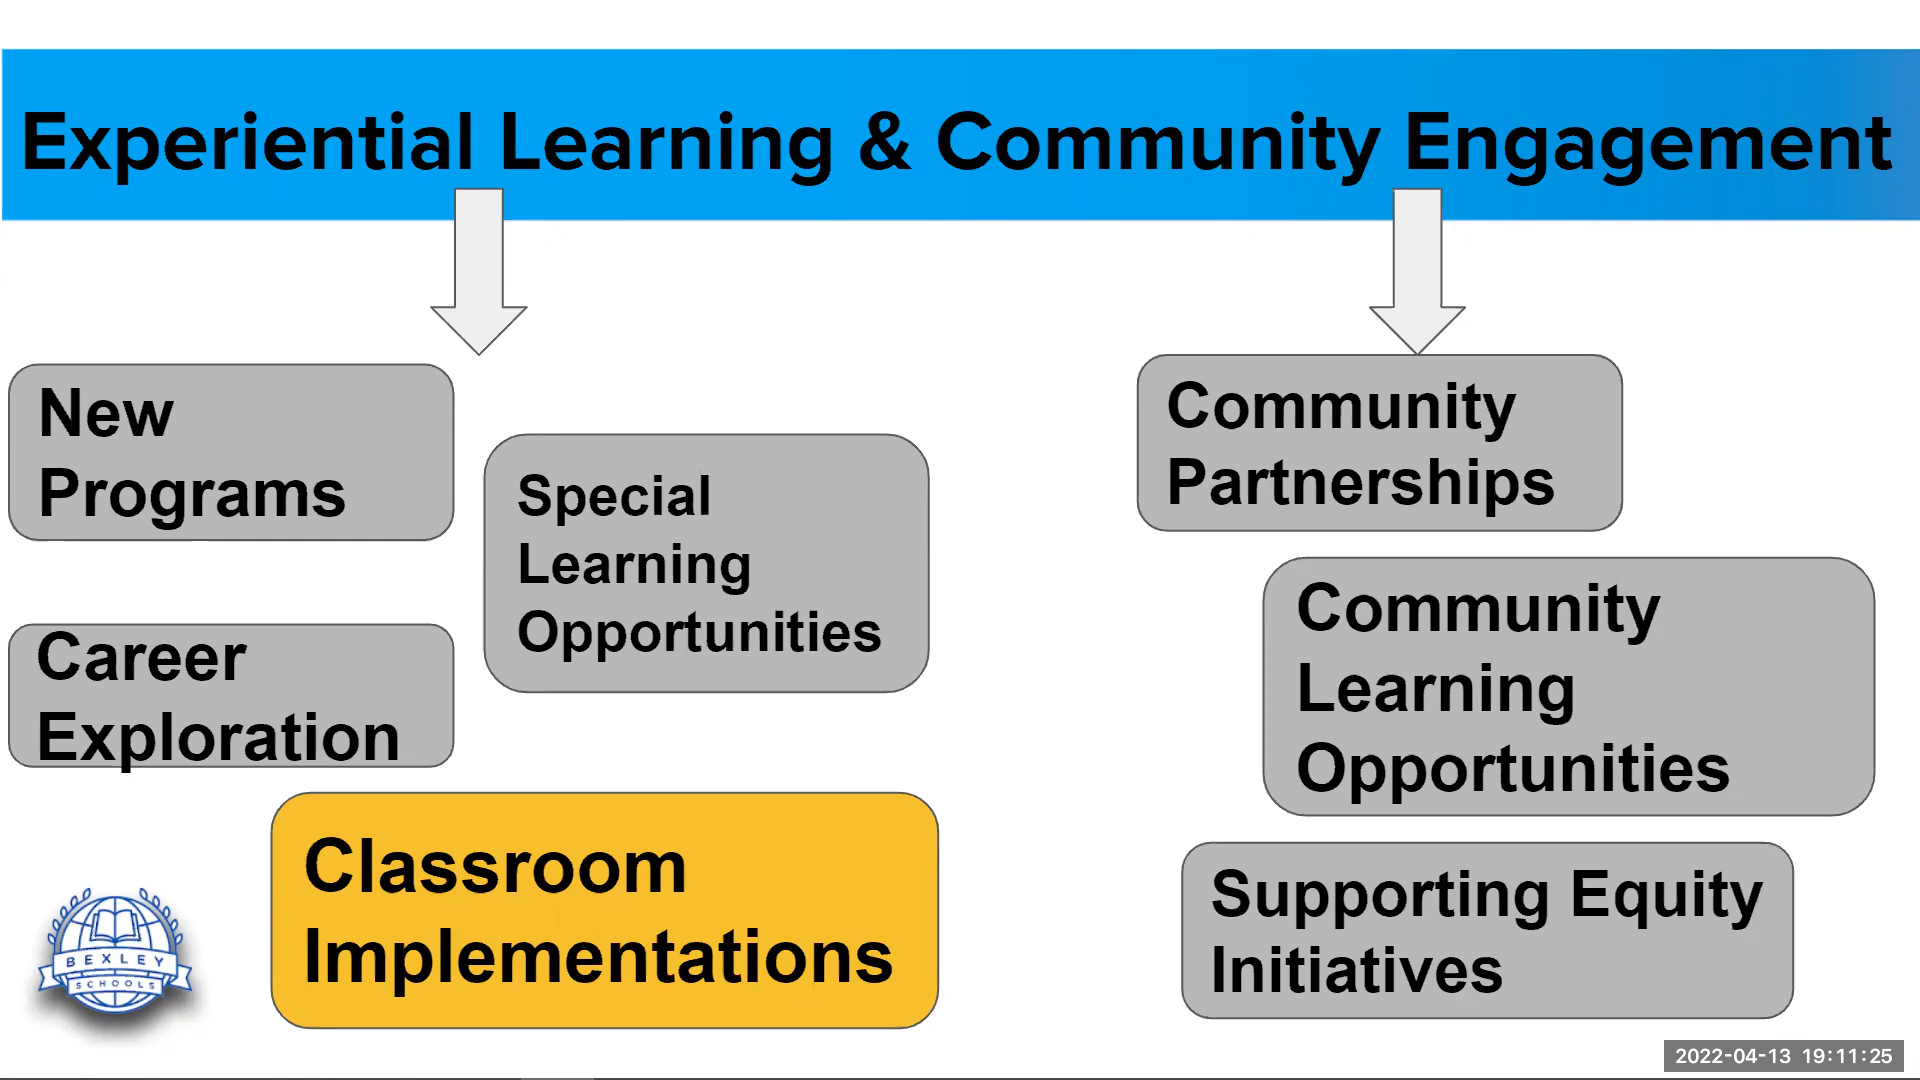 Experiential Learning & Community Engagement
New
Programs
Special
Learning
Opportunities
Career
Exploration
Classroom
Implementations
Community
Partnerships
Community
Learning
Opportunities
Supporting Equity
Initiatives
BEXLEY
SCHOOLS
2022-04-13 19:11:25